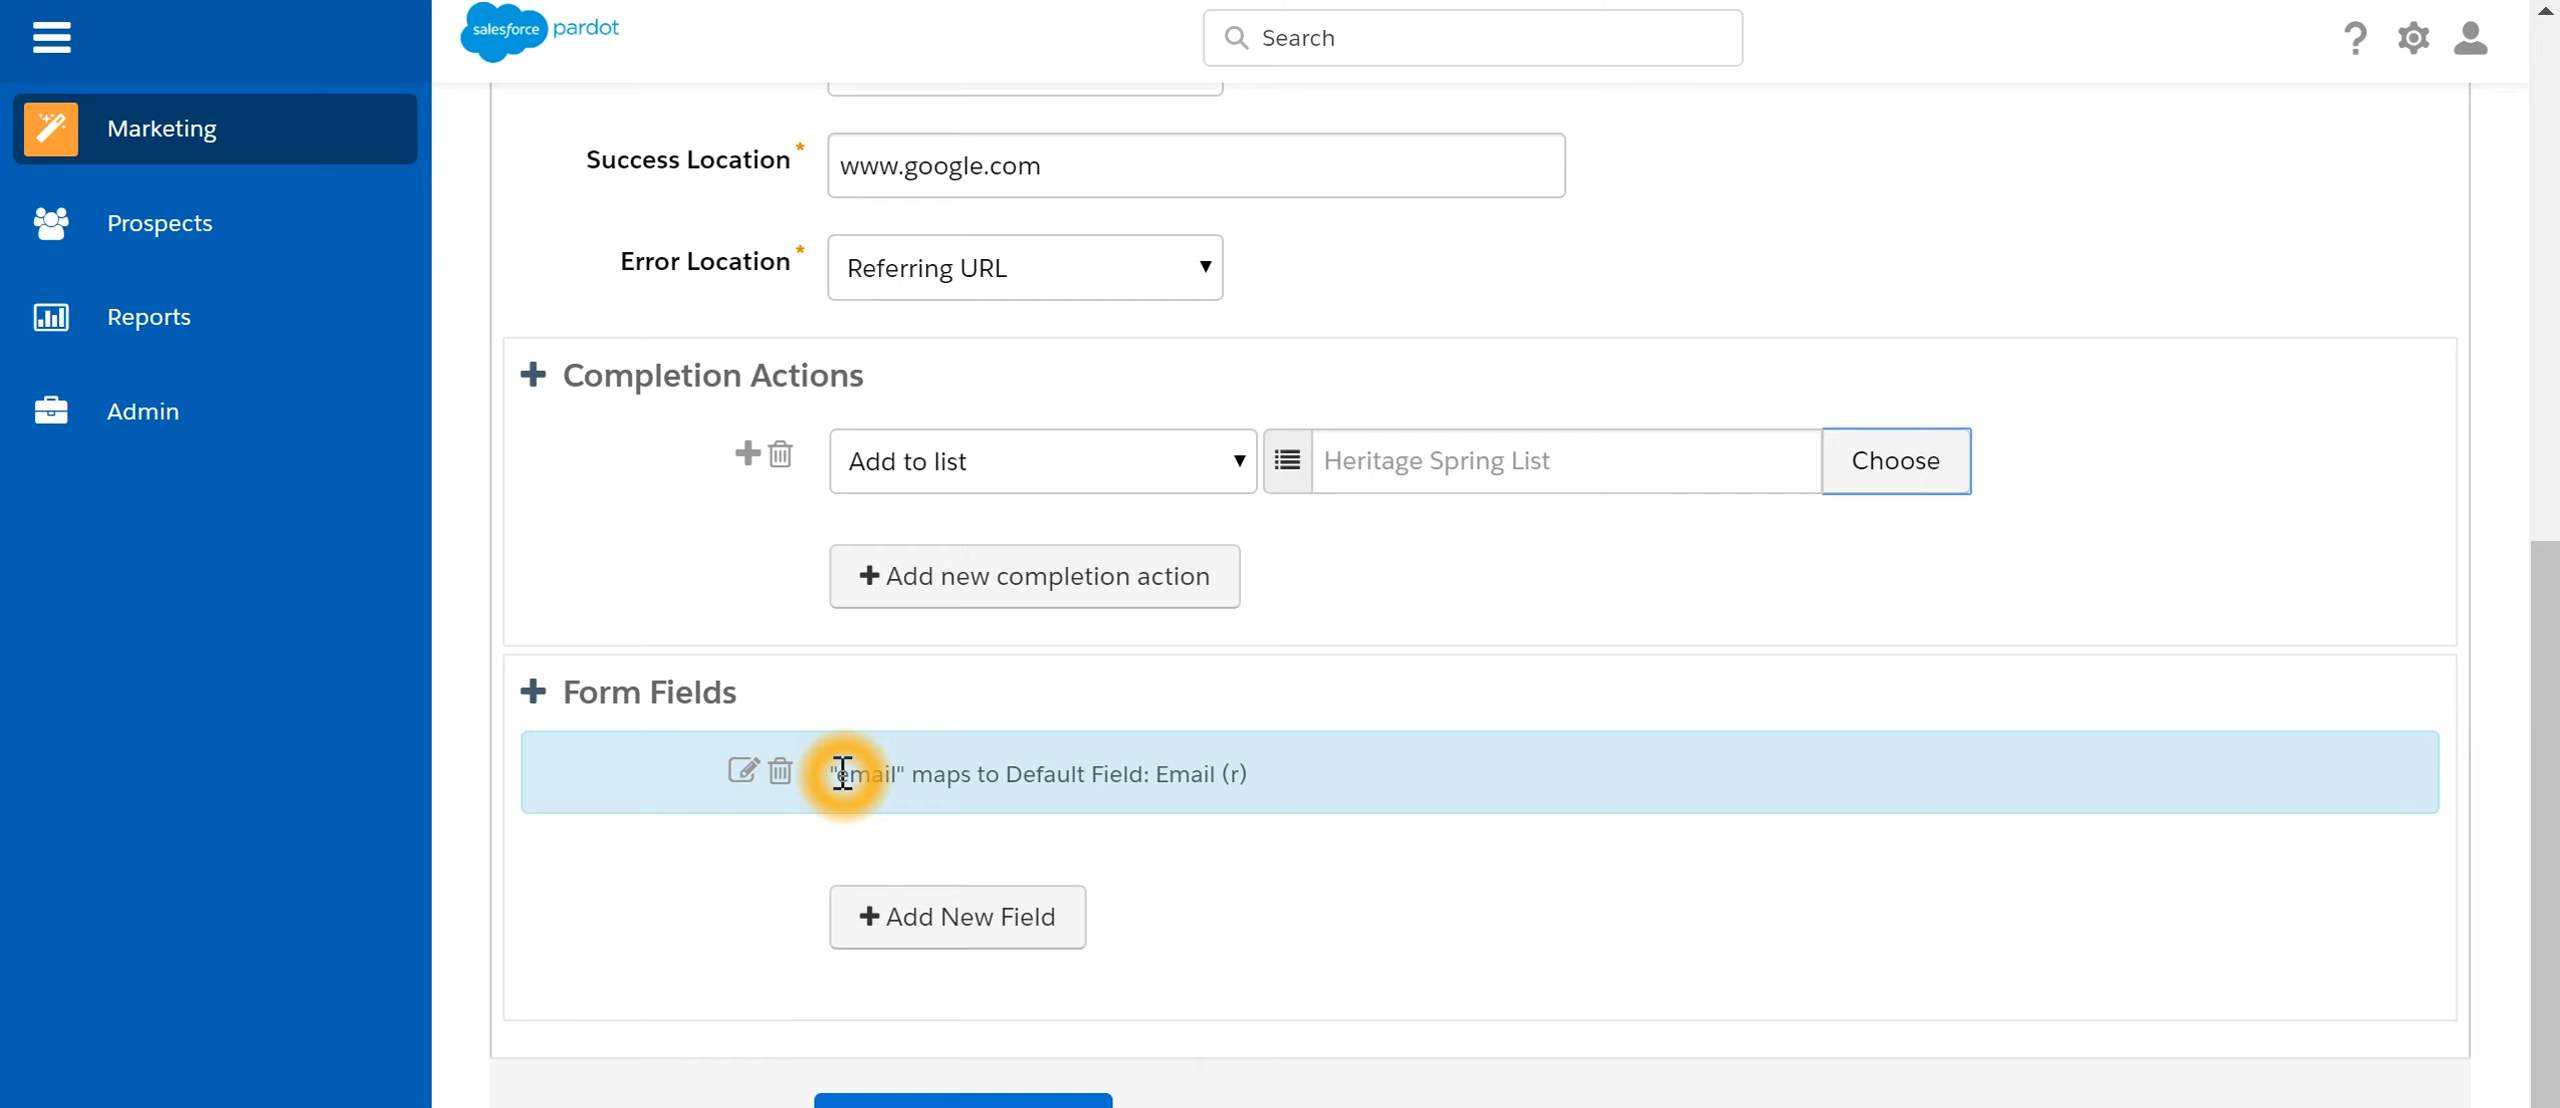 salesforce pardot
Search
Marketing
Prospects
Reports
Admin
Success Location *
www.google.com
Error Location *
Referring URL
Completion Actions
Add to list
Heritage Spring List
Choose
Add new completion action
Form Fields
"email" maps to Default Field: Email (r)
Add New Field